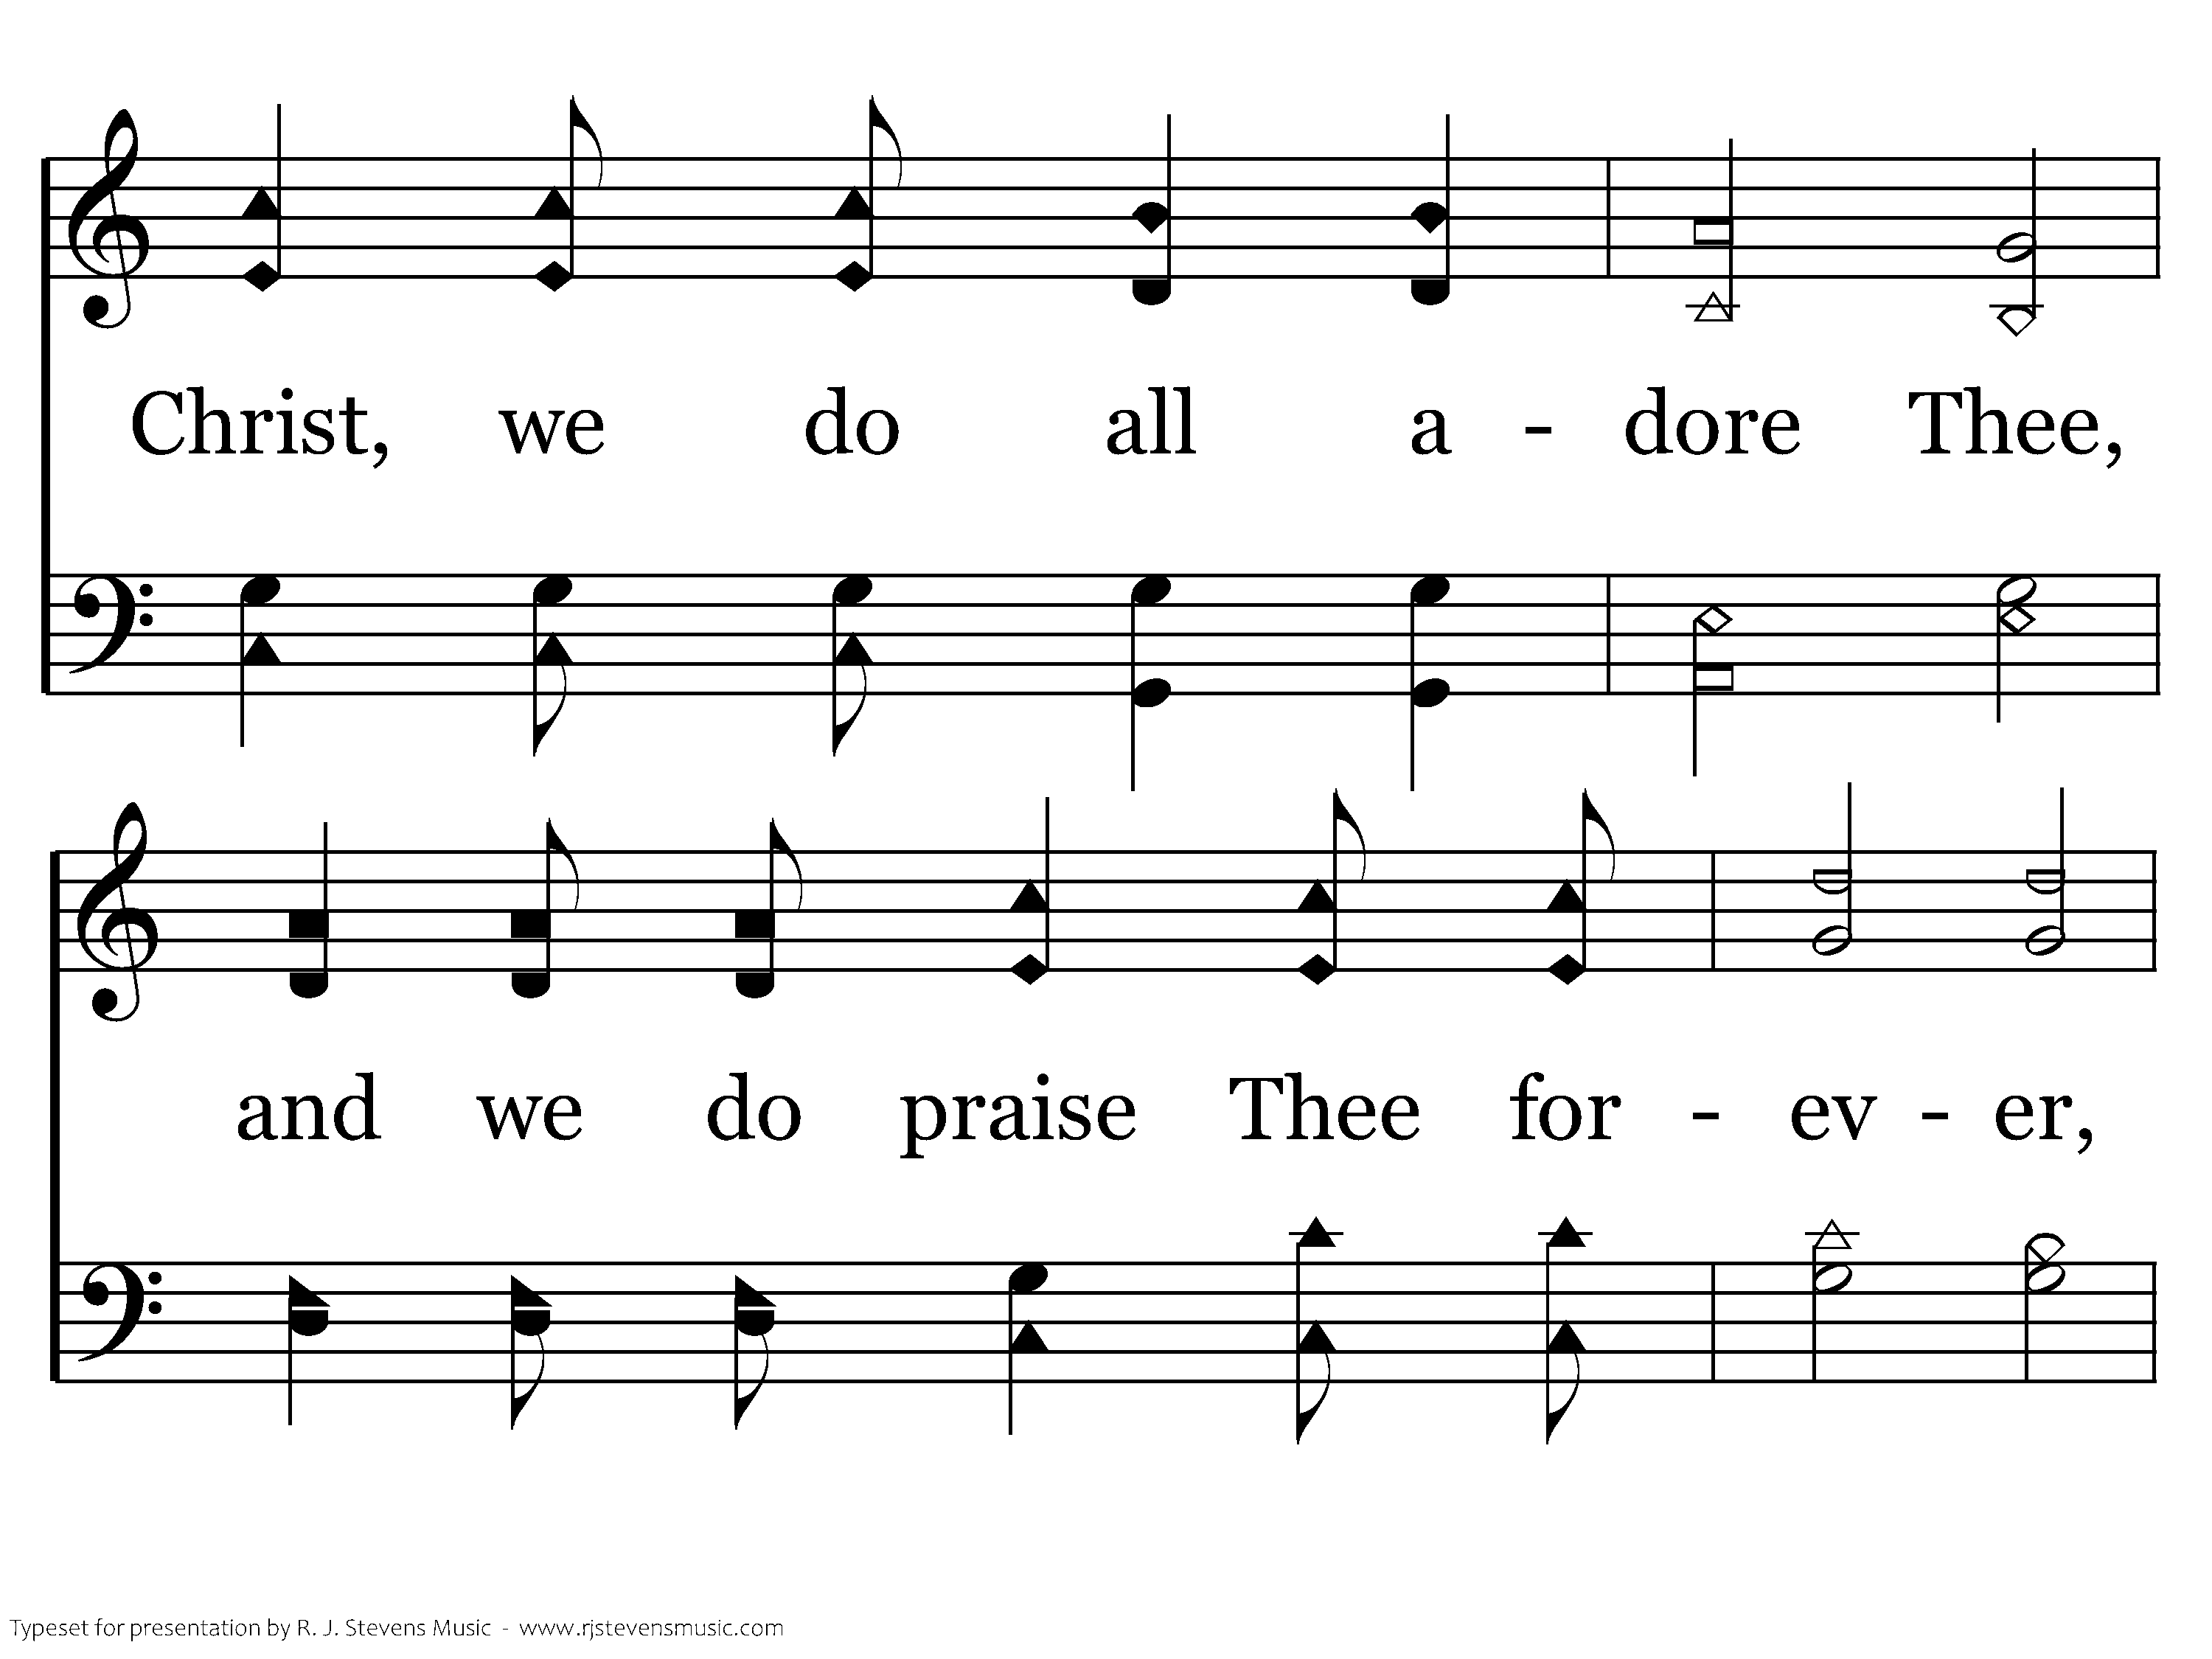 Christ, we do all a - dore Thee,
and we do praise Thee for - ev - er,
Typeset for presentation by R. J. Stevens Music - www.rjstevensmusic.com